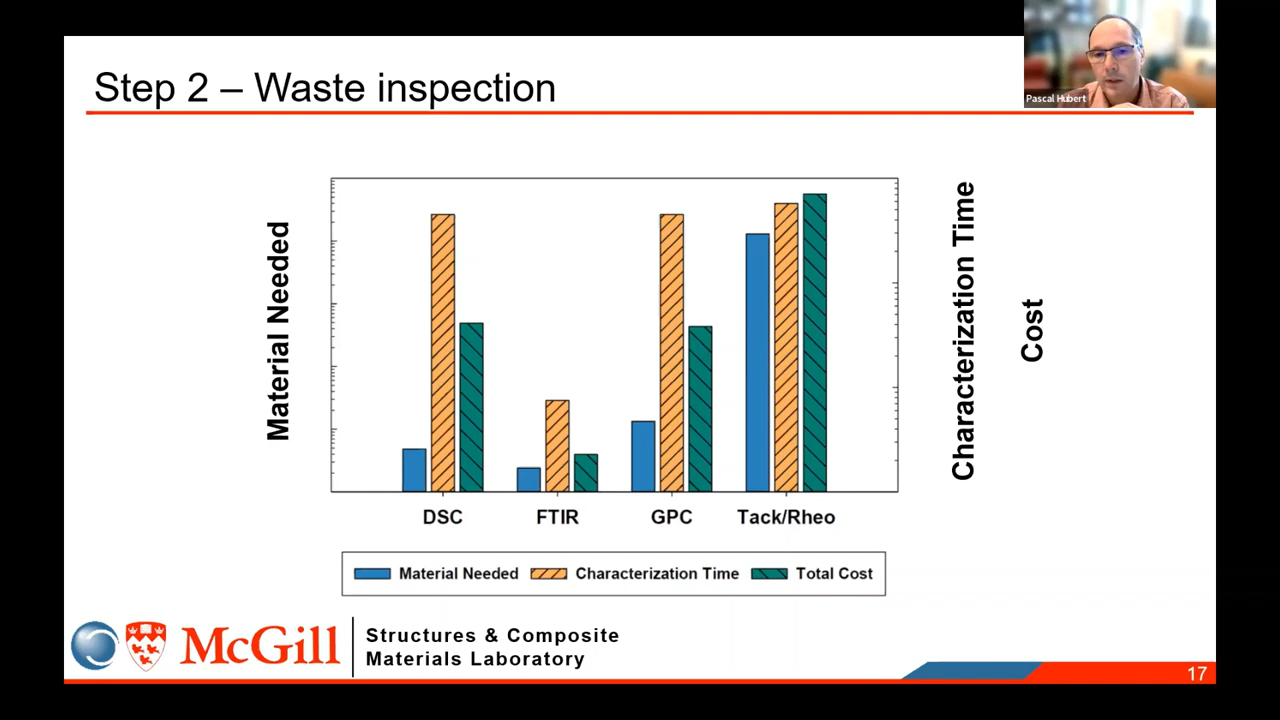 Step 2 – Waste inspection
Pascal Hubert
Material Needed
Characterization Time
Cost
DSC
FTIR
GPC
Tack/Rheo
Material Needed
Characterization Time
Total Cost
McGill
Structures & Composite
Materials Laboratory
17